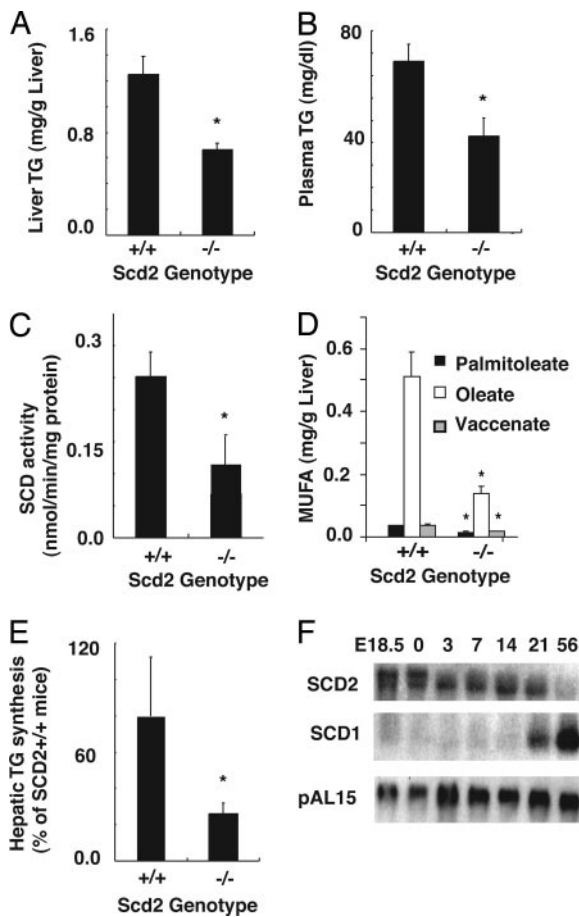 A
Liver TG (mg/g Liver)
1.6
0.8
0.0
*
+/+ -/-
Scd2 Genotype
B
Plasma TG (mg/dl)
80
40
0
*
+/+ -/-
Scd2 Genotype
C
SCD activity
(nmol/min/mg protein)
0.3
0.15
0.0
*
+/+ -/-
Scd2 Genotype
D
MUFA (mg/g Liver)
0.6
0.4
0.2
0.0
Palmitoleate
Oleate
Vaccenate
* * *
+/+ -/-
Scd2 Genotype
E
Hepatic TG synthesis
(% of SCD2+/+ mice)
120
60
0.0
*
+/+ -/-
Scd2 Genotype
F
E18.5 0 3 7 14 21 56
SCD2
SCD1
pAL15